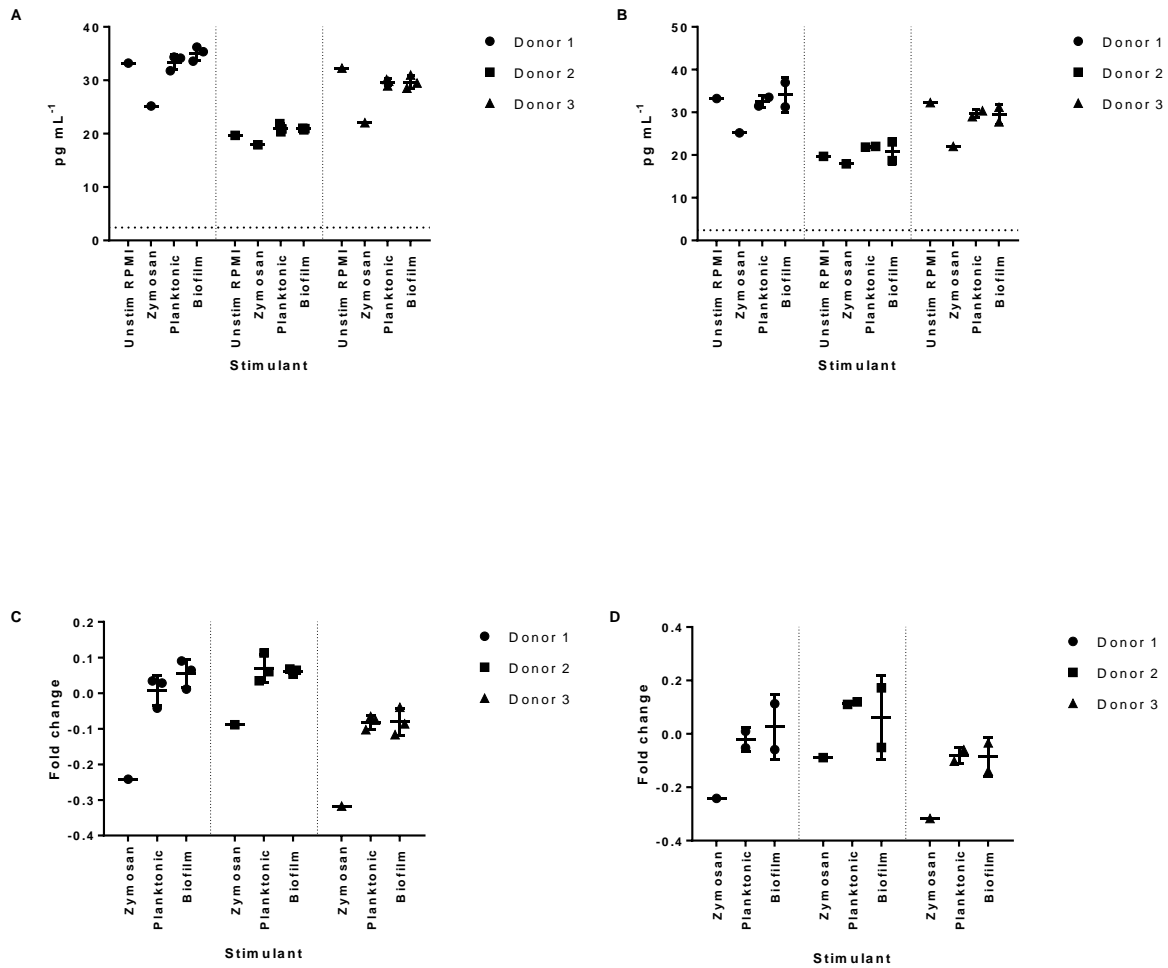 A
pg mL-1
40
30
20
10
0
Unstim RPMI
Zymosan
Planktonic
Biofilm
Unstim RPMI
Zymosan
Planktonic
Biofilm
Unstim RPMI
Zymosan
Planktonic
Biofilm
Stimulant
Donor 1
Donor 2
Donor 3
B
pg mL-1
50
40
30
20
10
0
Unstim RPMI
Zymosan
Planktonic
Biofilm
Unstim RPMI
Zymosan
Planktonic
Biofilm
Unstim RPMI
Zymosan
Planktonic
Biofilm
Stimulant
Donor 1
Donor 2
Donor 3
C
Fold change
0.2
0.1
0.0
-0.1
-0.2
-0.3
-0.4
Zymosan
Planktonic
Biofilm
Zymosan
Planktonic
Biofilm
Zymosan
Planktonic
Biofilm
Stimulant
Donor 1
Donor 2
Donor 3
D
Fold change
0.4
0.2
0.0
-0.2
-0.4
Zymosan
Planktonic
Biofilm
Zymosan
Planktonic
Biofilm
Zymosan
Planktonic
Biofilm
Stimulant
Donor 1
Donor 2
Donor 3